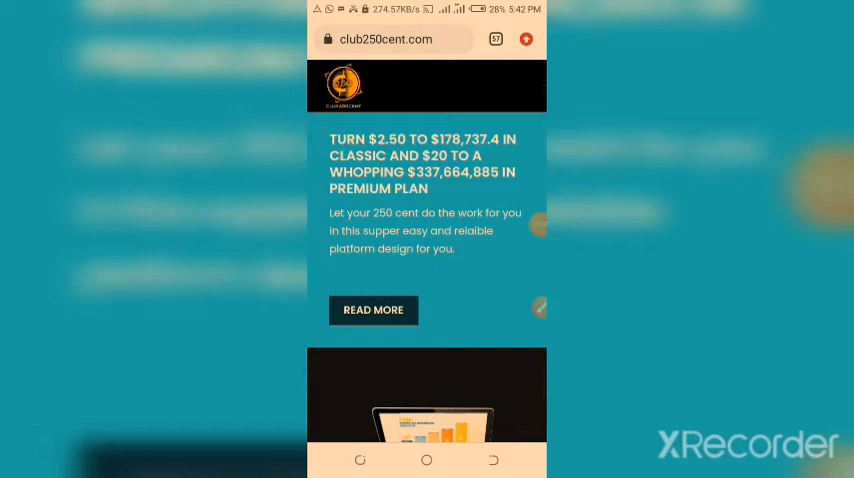 274.57KB/s
28% 5:42 PM
club250cent.com
57
CLUB250CENT
TURN $2.50 TO $178,737.4 IN
CLASSIC AND $20 TO A
WHOPPING $337,664,885 IN
PREMIUM PLAN
Let your 250 cent do the work for you
in this supper easy and relaible
platform design for you.
READ MORE
XRecorder